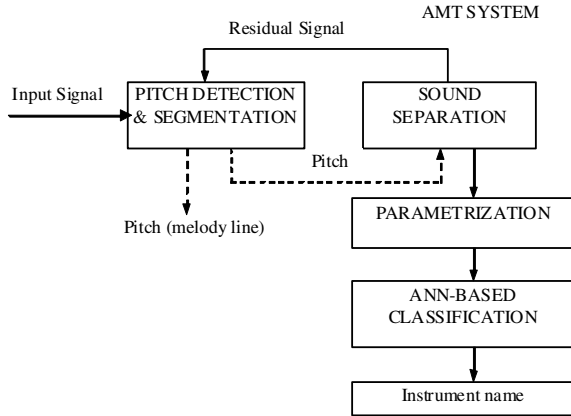 AMT SYSTEM
Residual Signal
Input Signal
PITCH DETECTION
& SEGMENTATION
SOUND
SEPARATION
Pitch
Pitch (melody line)
PARAMETRIZATION
ANN-BASED
CLASSIFICATION
Instrument name